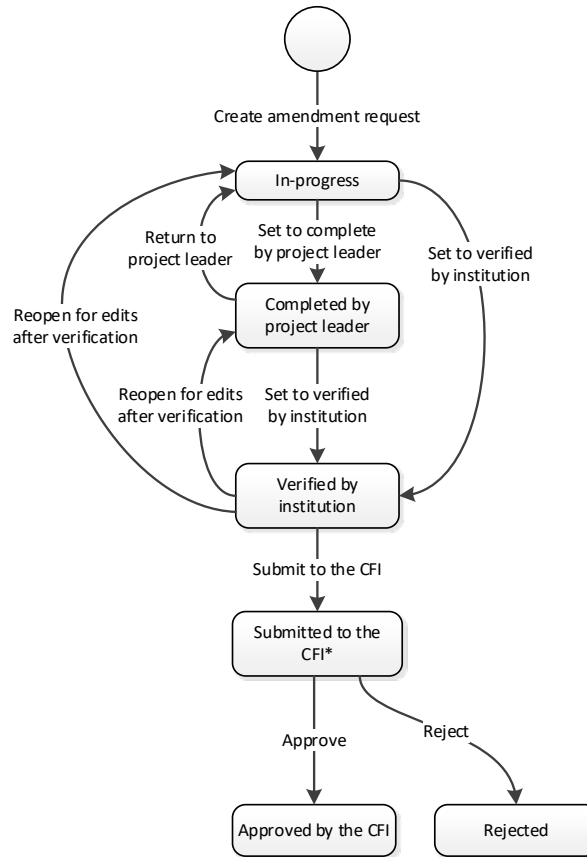 Create amendment request
In-progress
Return to
project leader
Set to complete
by project leader
Set to verified
by institution
Reopen for edits
after verification
Completed by
project leader
Reopen for edits
after verification
Set to verified
by institution
Verified by
institution
Submit to the CFI
Submitted to the
CFI*
Approve
Reject
Approved by the CFI
Rejected